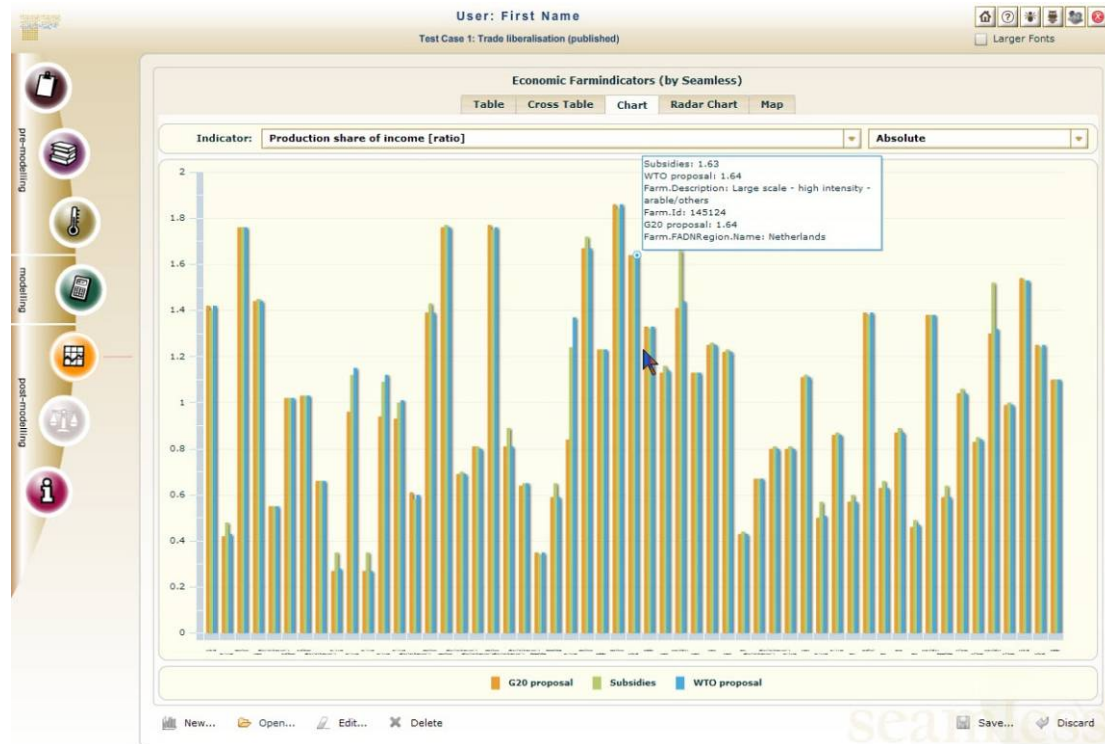 User: First Name
Test Case 1: Trade liberalisation (published)
Larger Fonts
pre-modelling
modelling
post-modelling
Economic Farmindicators (by Seamless)
Table Cross Table Chart Radar Chart Map
Indicator: Production share of income [ratio] Absolute
Subsidies: 1.63
WTO proposal: 1.64
Farm.Description: Large scale - high intensity -
arable/others
Farm.Id: 145124
G20 proposal: 1.64
Farm.FADNRegion.Name: Netherlands
2
1.8
1.6
1.4
1.2
1
0.8
0.6
0.4
0.2
0
G20 proposal Subsidies WTO proposal
New... Open... Edit... Delete Save... Discard
seamless